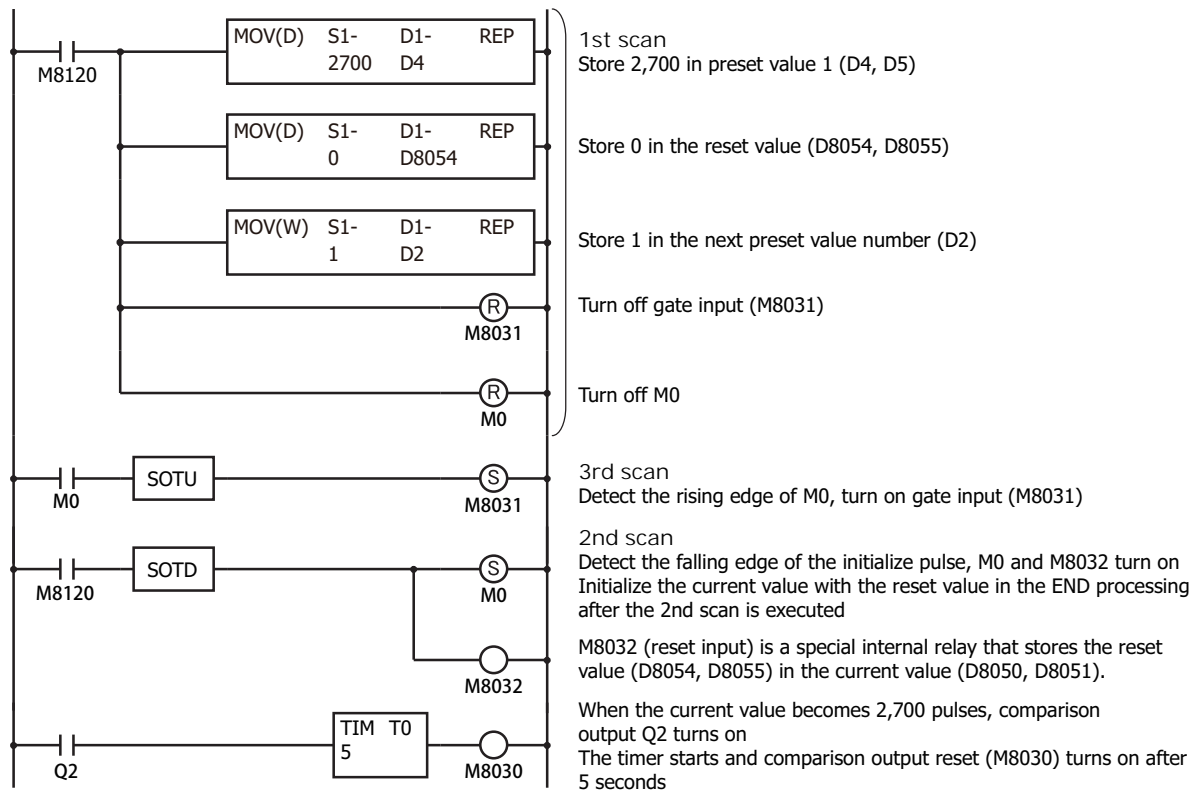 MOV(D) S1- D1- REP
2700 D4
M8120
1st scan
Store 2,700 in preset value 1 (D4, D5)
MOV(D) S1- D1- REP
0 D8054
Store 0 in the reset value (D8054, D8055)
MOV(W) S1- D1- REP
1 D2
Store 1 in the next preset value number (D2)
R
M8031
Turn off gate input (M8031)
R
M0
Turn off M0
M0
SOTU
S
M8031
3rd scan
Detect the rising edge of M0, turn on gate input (M8031)
M8120
SOTD
S
M0
2nd scan
Detect the falling edge of the initialize pulse, M0 and M8032 turn on
Initialize the current value with the reset value in the END processing
after the 2nd scan is executed
M8032
M8032 (reset input) is a special internal relay that stores the reset
value (D8054, D8055) in the current value (D8050, D8051).
Q2
TIM T0
5
M8030
When the current value becomes 2,700 pulses, comparison
output Q2 turns on
The timer starts and comparison output reset (M8030) turns on after
5 seconds